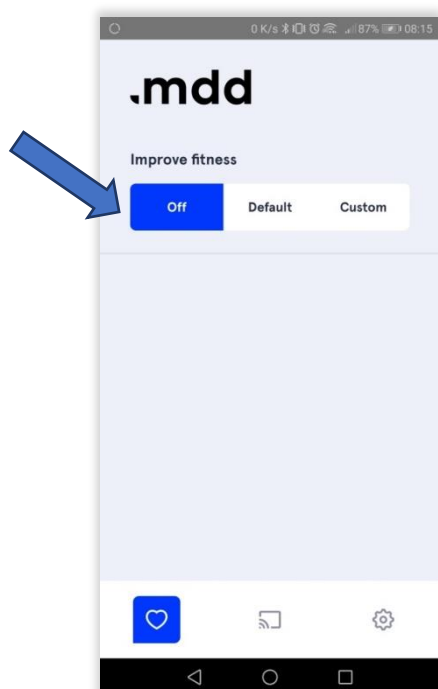 0 K/s 87% 08:15
.mdd
Improve fitness
Off Default Custom